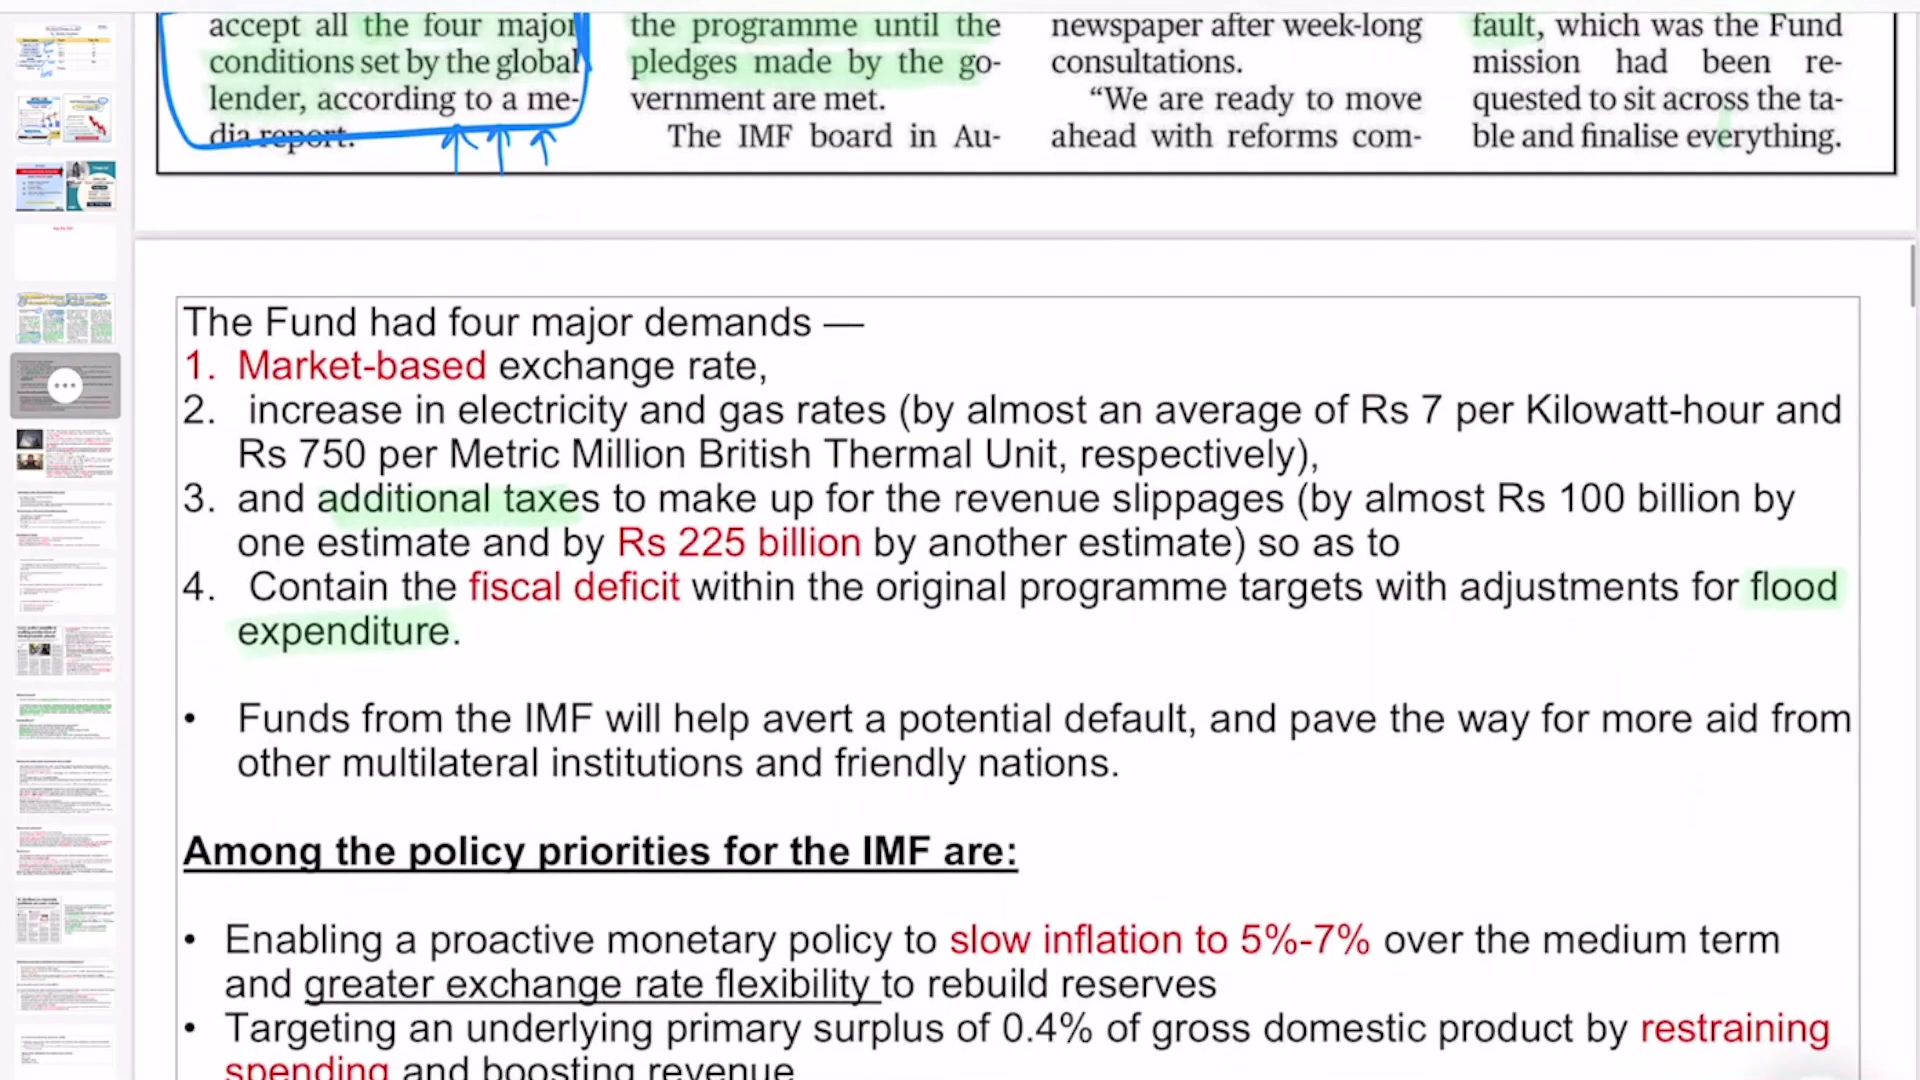 accept all the four major
conditions set by the global
lender, according to a me-
dia report.
the programme until the
pledges made by the go-
vernment are met.
The IMF board in Au-
newspaper after week-long
consultations.
“We are ready to move
ahead with reforms com-
fault, which was the Fund
mission had been re-
quested to sit across the ta-
ble and finalise everything.
The Fund had four major demands —
1. Market-based exchange rate,
2. increase in electricity and gas rates (by almost an average of Rs 7 per Kilowatt-hour and
Rs 750 per Metric Million British Thermal Unit, respectively),
3. and additional taxes to make up for the revenue slippages (by almost Rs 100 billion by
one estimate and by Rs 225 billion by another estimate) so as to
4. Contain the fiscal deficit within the original programme targets with adjustments for flood
expenditure.
• Funds from the IMF will help avert a potential default, and pave the way for more aid from
other multilateral institutions and friendly nations.
Among the policy priorities for the IMF are:
• Enabling a proactive monetary policy to slow inflation to 5%-7% over the medium term
and greater exchange rate flexibility to rebuild reserves
• Targeting an underlying primary surplus of 0.4% of gross domestic product by restraining
spending and boosting revenue